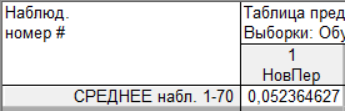 Наблюд.
номер #
Таблица пред
Выборки: Обу
1
НовПер
СРЕДНЕЕ набл. 1-70
0,052364627